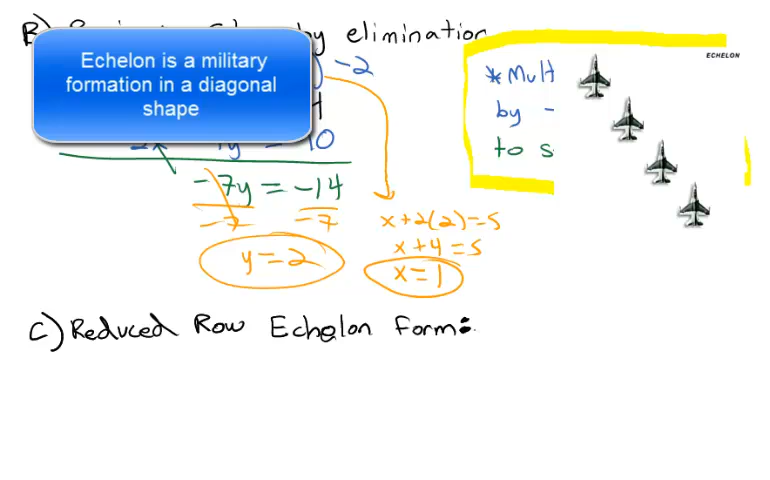 B) by elimination
Echelon is a military
formation in a diagonal
shape
-2
10
-7y = -14
-7 -7
y = 2
x + 2(2) = 5
x + 4 = 5
x = 1
ECHELON
*Mult
by -
to s
C) Reduced Row Echelon Form: